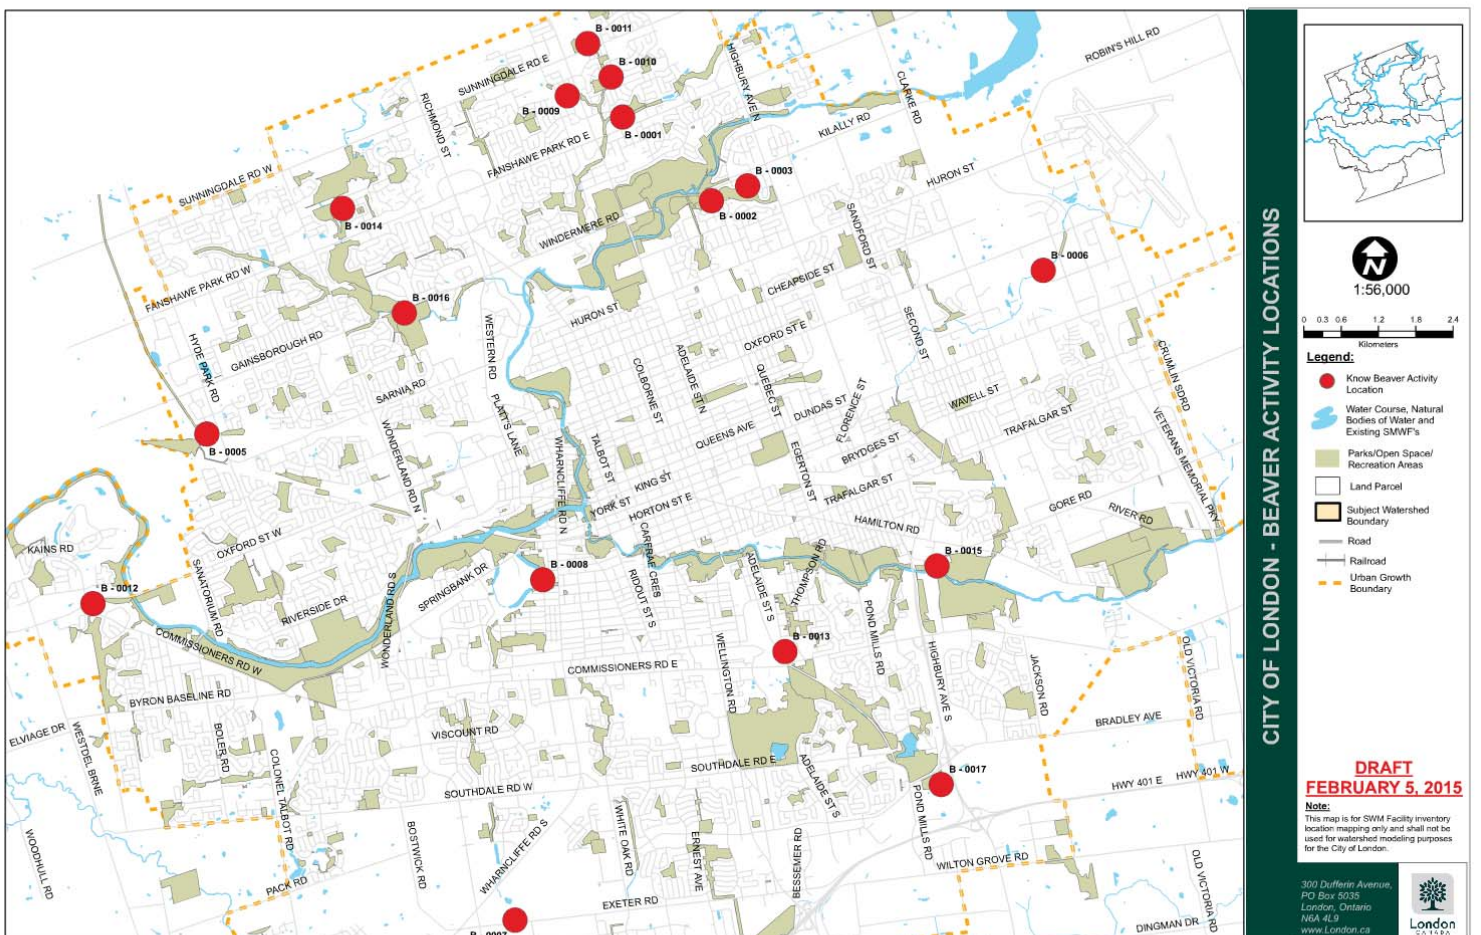 B - 0011
B - 0010
B - 0009
B - 0001
B - 0003
B - 0002
B - 0014
B - 0006
B - 0016
B - 0005
B - 0012
B - 0008
B - 0015
B - 0013
B - 0017
B - 0007
SUNNINGDALE RD E
RICHMOND ST
HIGHBURY AVE N
CLARKE RD
ROBIN'S HILL RD
FANSHAWE PARK RD E
KILALLY RD
HURON ST
SUNNINGDALE RD W
WINDERMERE RD
SANDFORD ST
FANSHAWE PARK RD W
CHEAPSIDE ST
HURON ST
HYDE PARK RD
GAINSBOROUGH RD
WESTERN RD
OXFORD ST E
SECOND ST
CRUMLIN SDRD
SARNIA RD
COLBORNE ST
ADELAIDE ST N
QUEBEC ST
DUNDAS ST
FLORENCE ST
WAVELL ST
TRAFALGAR ST
PLATT'S LANE
WONDERLAND RD N
WHARNCLIFFE RD N
TALBOT ST
QUEENS AVE
EGERTON ST
BRYDGES ST
VETERANS MEMORIAL PKY
KING ST
YORK ST
HORTON ST E
TRAFALGAR ST
HAMILTON RD
GORE RD
RIVER RD
KAINS RD
OXFORD ST W
SANATORIUM RD
RIVERSIDE DR
WONDERLAND RD S
SPRINGBANK DR
CARFRAE CRES
RIDOUT ST S
ADELAIDE ST S
THOMPSON RD
POND MILLS RD
HIGHBURY AVE S
COMMISSIONERS RD W
COMMISSIONERS RD E
WELLINGTON RD
JACKSON RD
OLD VICTORIA RD
BYRON BASELINE RD
ELVIAGE DR
WESTDEL BRNE
BOLER RD
COLONEL TALBOT RD
VISCOUNT RD
BRADLEY AVE
SOUTHDALE RD E
ADELAIDE ST S
SOUTHDALE RD W
HWY 401 E
HWY 401 W
POND MILLS RD
WOODHULL RD
BOSTWICK RD
WHARNCLIFFE RD S
WHITE OAK RD
ERNEST AVE
BESSEMER RD
WILTON GROVE RD
OLD VICTORIA RD
PACK RD
EXETER RD
DINGMAN DR
CITY OF LONDON - BEAVER ACTIVITY LOCATIONS
N
1:56,000
0 0.3 0.6 1.2 1.8 2.4
Kilometers
Legend:
Know Beaver Activity
Location
Water Course, Natural
Bodies of Water and
Existing SMWF's
Parks/Open Space/
Recreation Areas
Land Parcel
Subject Watershed
Boundary
Road
Railroad
Urban Growth
Boundary
DRAFT
FEBRUARY 5, 2015
Note:
This map is for SWM Facility inventory
location mapping only and shall not be
used for watershed modeling purposes
for the City of London.
300 Dufferin Avenue,
PO Box 5035
London, Ontario
N6A 4L9
www.London.ca
London
CANADA